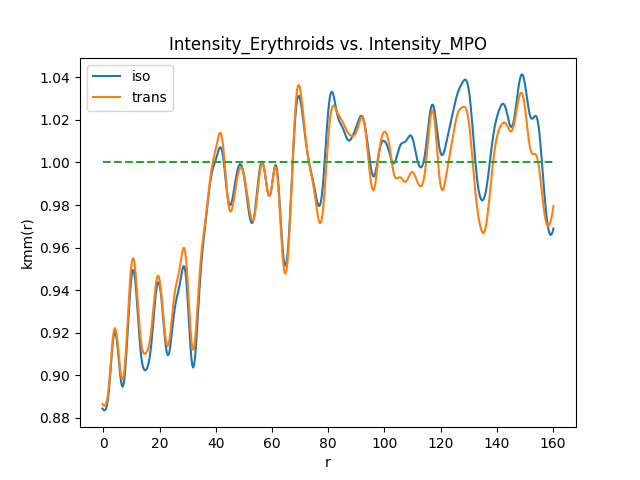 Intensity_Erythroids vs. Intensity_MPO
iso
trans
kmm(r)
1.04
1.02
1.00
0.98
0.96
0.94
0.92
0.90
0.88
0 20 40 60 80 100 120 140 160
r